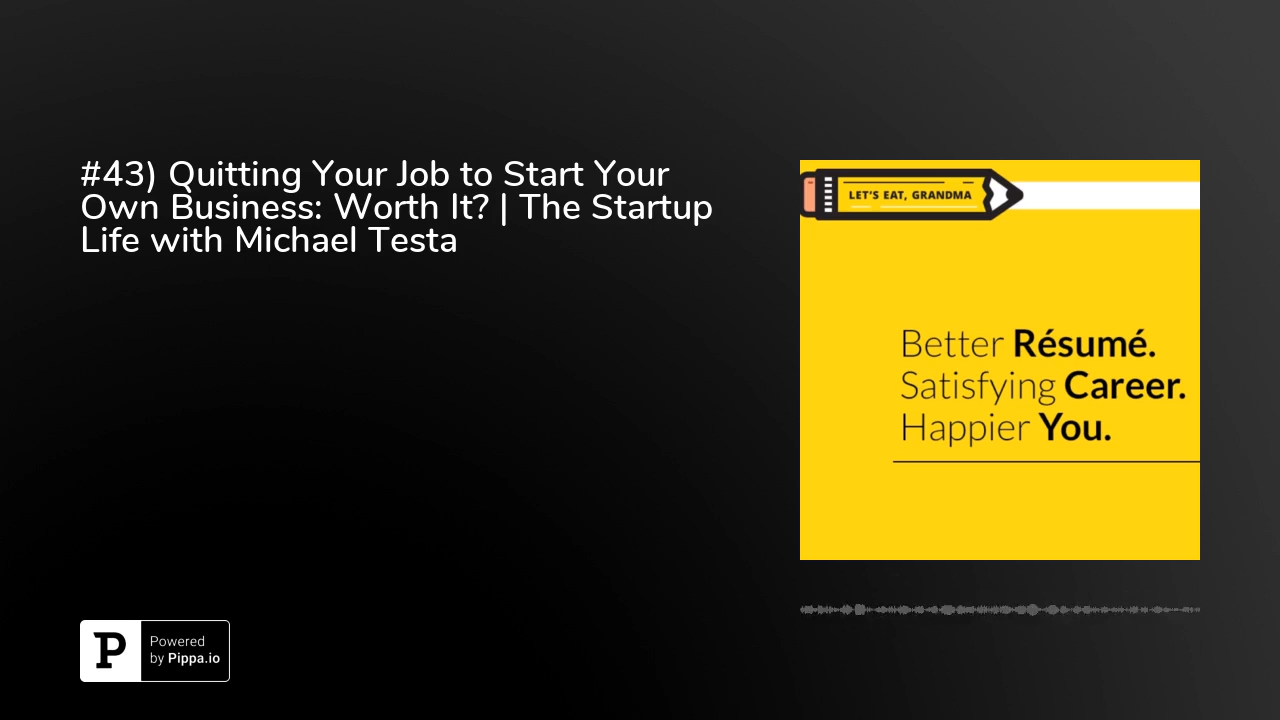 #43) Quitting Your Job to Start Your
Own Business: Worth It? | The Startup
Life with Michael Testa
LET'S EAT, GRANDMA
Better Résumé.
Satisfying Career.
Happier You.
P
Powered
by Pippa.io